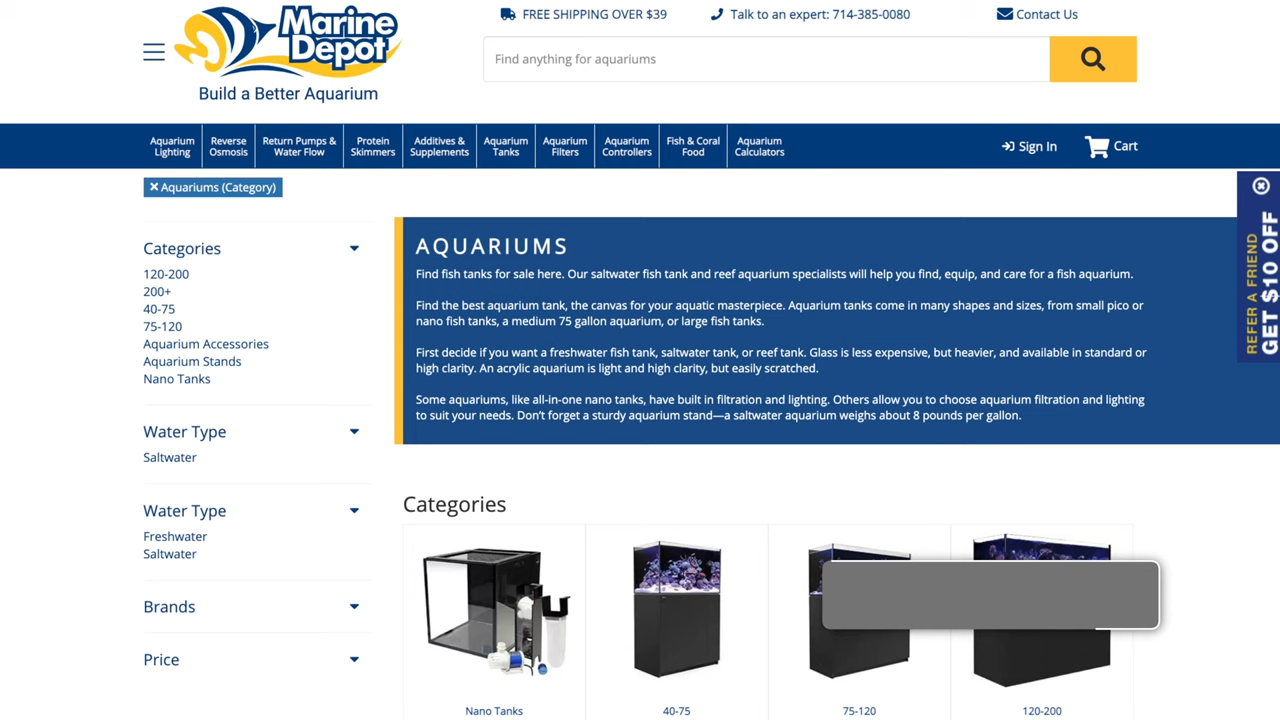 Marine
Depot
Build a Better Aquarium
FREE SHIPPING OVER $39
Talk to an expert: 714-385-0080
Contact Us
Find anything for aquariums
Aquarium
Lighting
Reverse
Osmosis
Return Pumps &
Water Flow
Protein
Skimmers
Additives &
Supplements
Aquarium
Tanks
Aquarium
Filters
Aquarium
Controllers
Fish & Coral
Food
Aquarium
Calculators
Sign In
Cart
Aquariums (Category)
REFER A FRIEND
GET $10 OFF
Categories
120-200
200+
40-75
75-120
Aquarium Accessories
Aquarium Stands
Nano Tanks
Water Type
Saltwater
Water Type
Freshwater
Saltwater
Brands
Price
AQUARIUMS
Find fish tanks for sale here. Our saltwater fish tank and reef aquarium specialists will help you find, equip, and care for a fish aquarium.
Find the best aquarium tank, the canvas for your aquatic masterpiece. Aquarium tanks come in many shapes and sizes, from small pico or
nano fish tanks, a medium 75 gallon aquarium, or large fish tanks.
First decide if you want a freshwater fish tank, saltwater tank, or reef tank. Glass is less expensive, but heavier, and available in standard or
high clarity. An acrylic aquarium is light and high clarity, but easily scratched.
Some aquariums, like all-in-one nano tanks, have built in filtration and lighting. Others allow you to choose aquarium filtration and lighting
to suit your needs. Don't forget a sturdy aquarium stand—a saltwater aquarium weighs about 8 pounds per gallon.
Categories
Nano Tanks
40-75
75-120
120-200